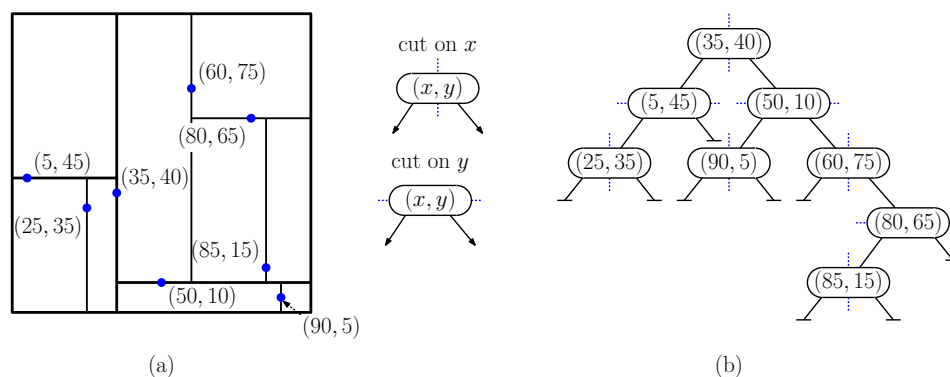 (60, 75)
(80, 65)
(5, 45)
(35, 40)
(25, 35)
(85, 15)
(50, 10)
(90, 5)
(a)
cut on x
(x, y)
cut on y
(x, y)
(35, 40)
(5, 45) (50, 10)
(25, 35) (90, 5) (60, 75)
(80, 65)
(85, 15)
(b)